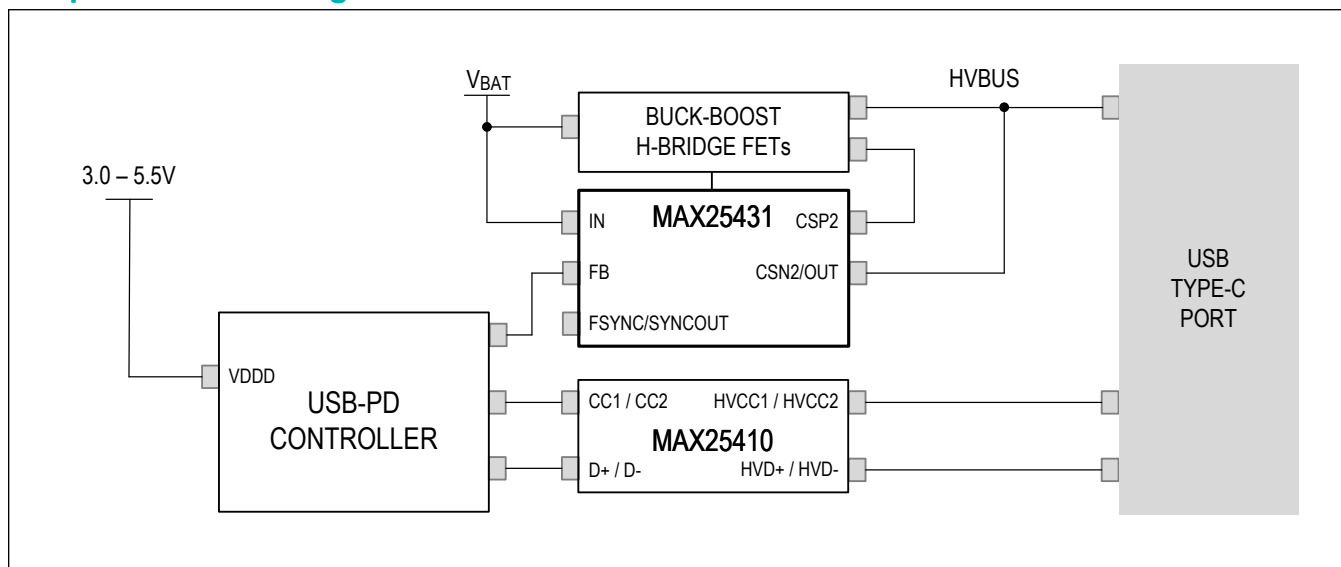 VBAT
HVBUS
BUCK-BOOST
H-BRIDGE FETs
3.0 – 5.5V
IN
MAX25431
CSP2
FB
CSN2/OUT
FSYNC/SYNCOUT
USB
TYPE-C
PORT
VDDD
USB-PD
CONTROLLER
CC1 / CC2
HVCC1 / HVCC2
MAX25410
D+ / D-
HVD+ / HVD-